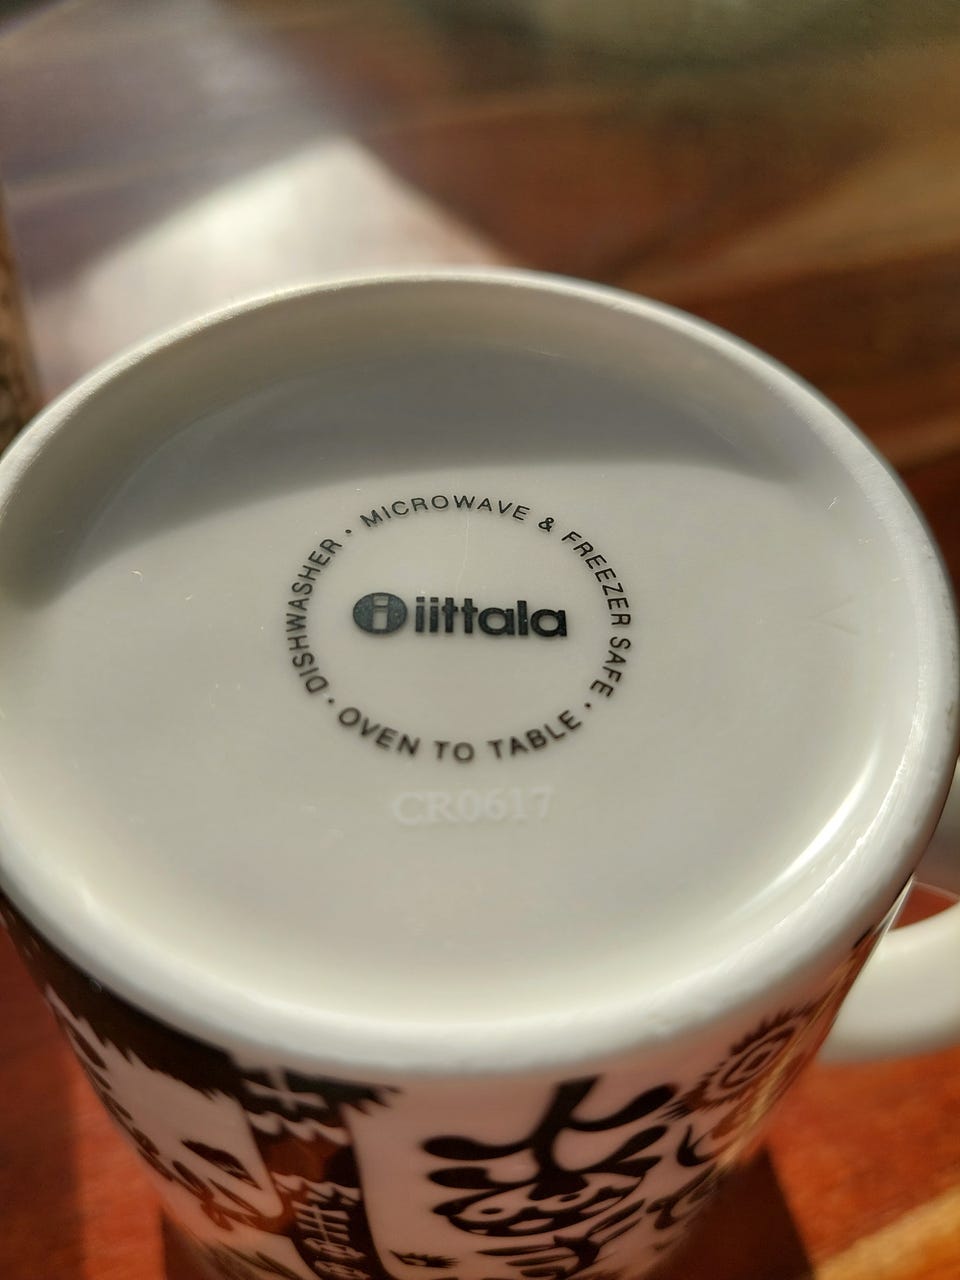 DISHWASHER · MICROWAVE & FREEZER SAFE · OVEN TO TABLE ·
iittala
CR0617